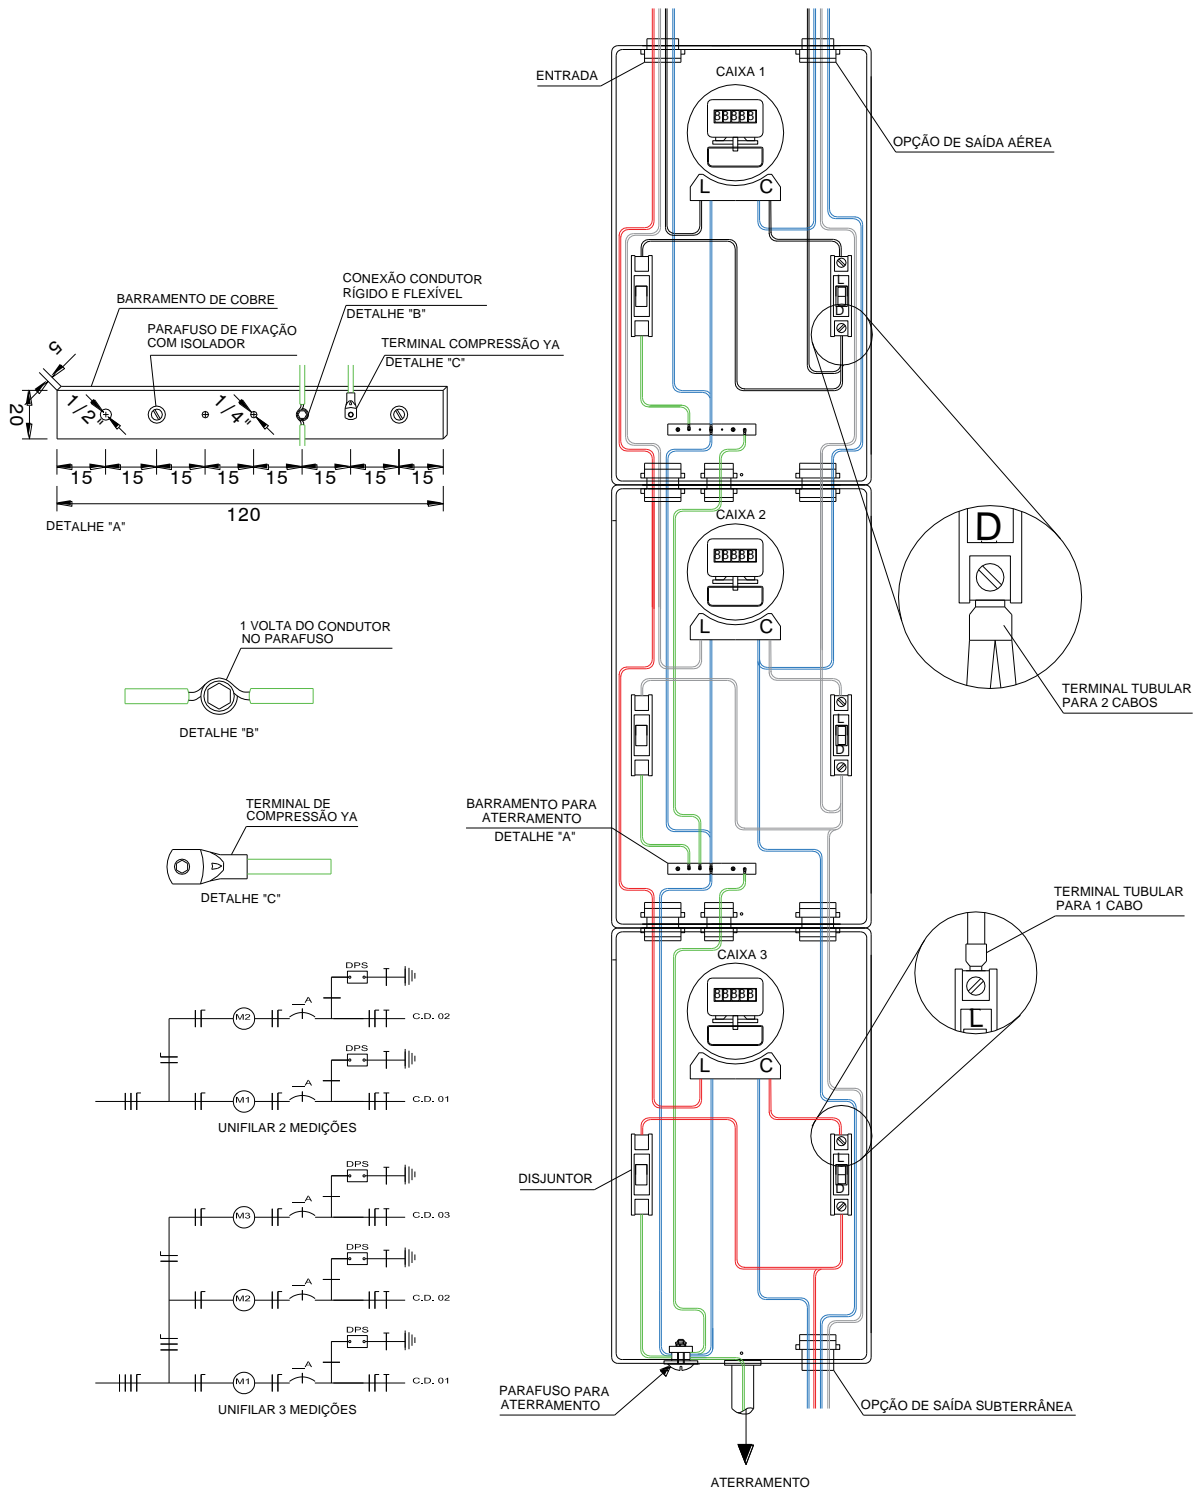 ENTRADA
CAIXA 1
OPÇÃO DE SAÍDA AÉREA
88888
L C
L
D
CONEXÃO CONDUTOR
RÍGIDO E FLEXÍVEL
DETALHE "B"
BARRAMENTO DE COBRE
PARAFUSO DE FIXAÇÃO
COM ISOLADOR
TERMINAL COMPRESSÃO YA
DETALHE "C"
5
20
1/2"
1/4"
15 15 15 15 15 15 15 15
120
DETALHE "A"
CAIXA 2
88888
L C
L
D
D
TERMINAL TUBULAR
PARA 2 CABOS
1 VOLTA DO CONDUTOR
NO PARAFUSO
DETALHE "B"
TERMINAL DE
COMPRESSÃO YA
DETALHE "C"
BARRAMENTO PARA
ATERRAMENTO
DETALHE "A"
TERMINAL TUBULAR
PARA 1 CABO
L
CAIXA 3
88888
L C
L
D
DISJUNTOR
DPS
M2
A
C.D. 02
DPS
M1
A
C.D. 01
UNIFILAR 2 MEDIÇÕES
DPS
M3
A
C.D. 03
DPS
M2
A
C.D. 02
DPS
M1
A
C.D. 01
UNIFILAR 3 MEDIÇÕES
PARAFUSO PARA
ATERRAMENTO
OPÇÃO DE SAÍDA SUBTERRÂNEA
ATERRAMENTO